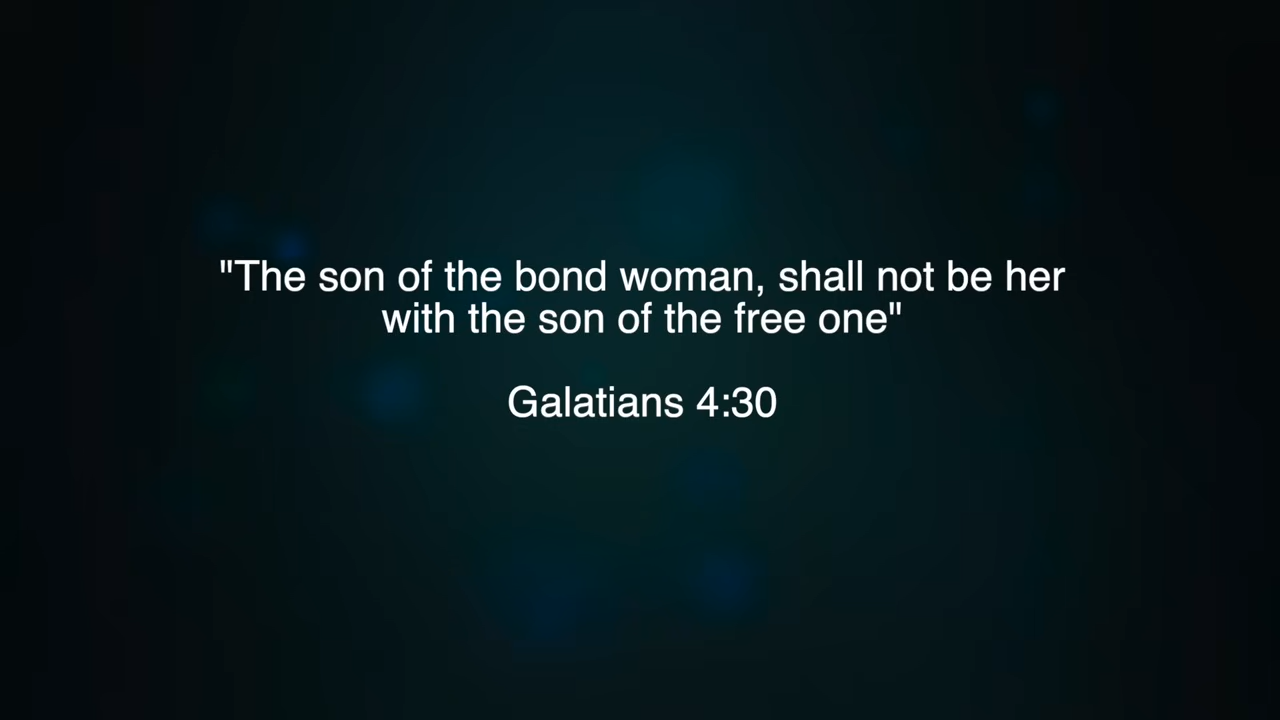 "The son of the bond woman, shall not be her
with the son of the free one"
Galatians 4:30